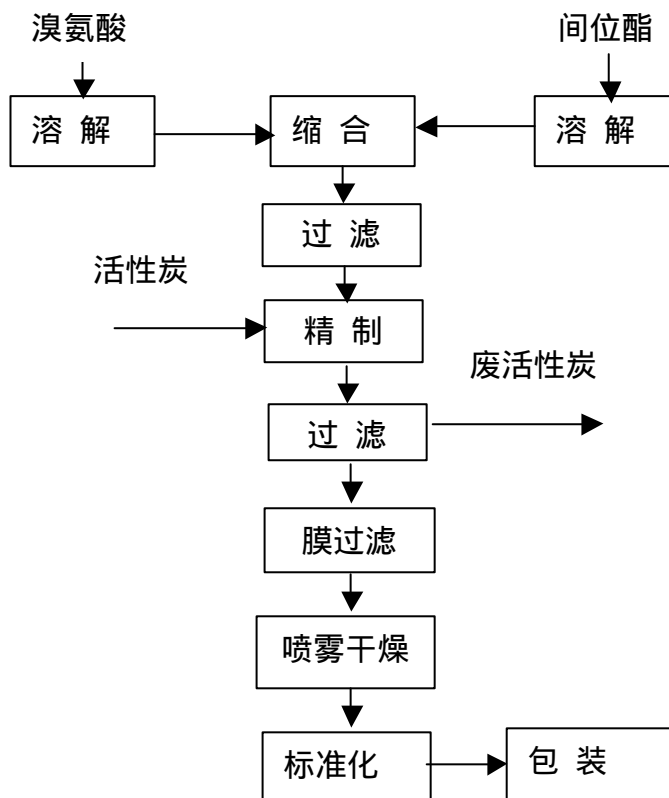 溴氨酸
间位酯
溶 解
缩 合
溶 解
过 滤
活性炭
精 制
废活性炭
过 滤
膜过滤
喷雾干燥
标准化
包 装